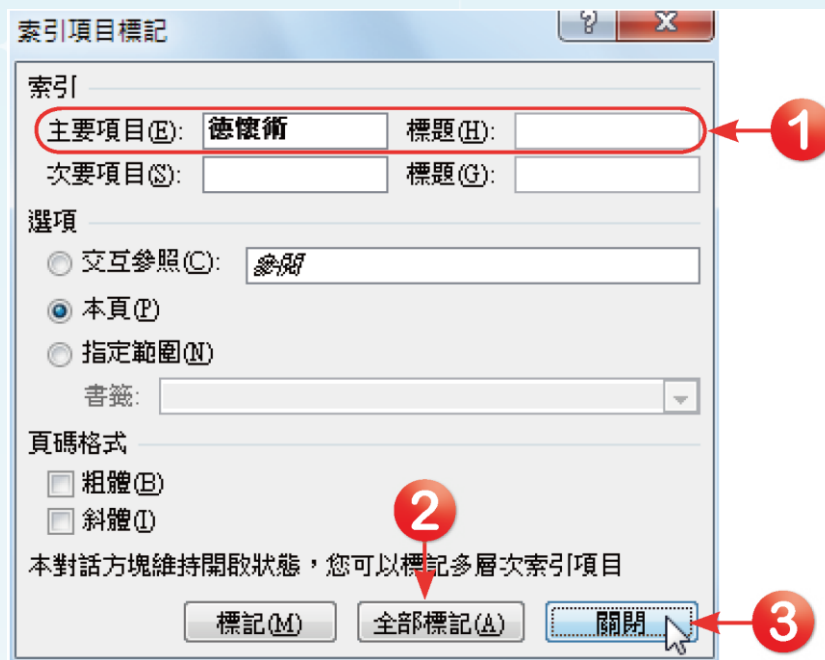 索引項目標記
索引
主要項目(E): 德懷術 標題(H): 1
次要項目(S): 標題(G):
選項
交互參照(C): 參閱
本頁(P)
指定範圍(N)
書籤:
頁碼格式
粗體(B)
斜體(I)
2
本對話方塊維持開啟狀態，您可以標記多層次索引項目
標記(M) 全部標記(A) 關閉 3